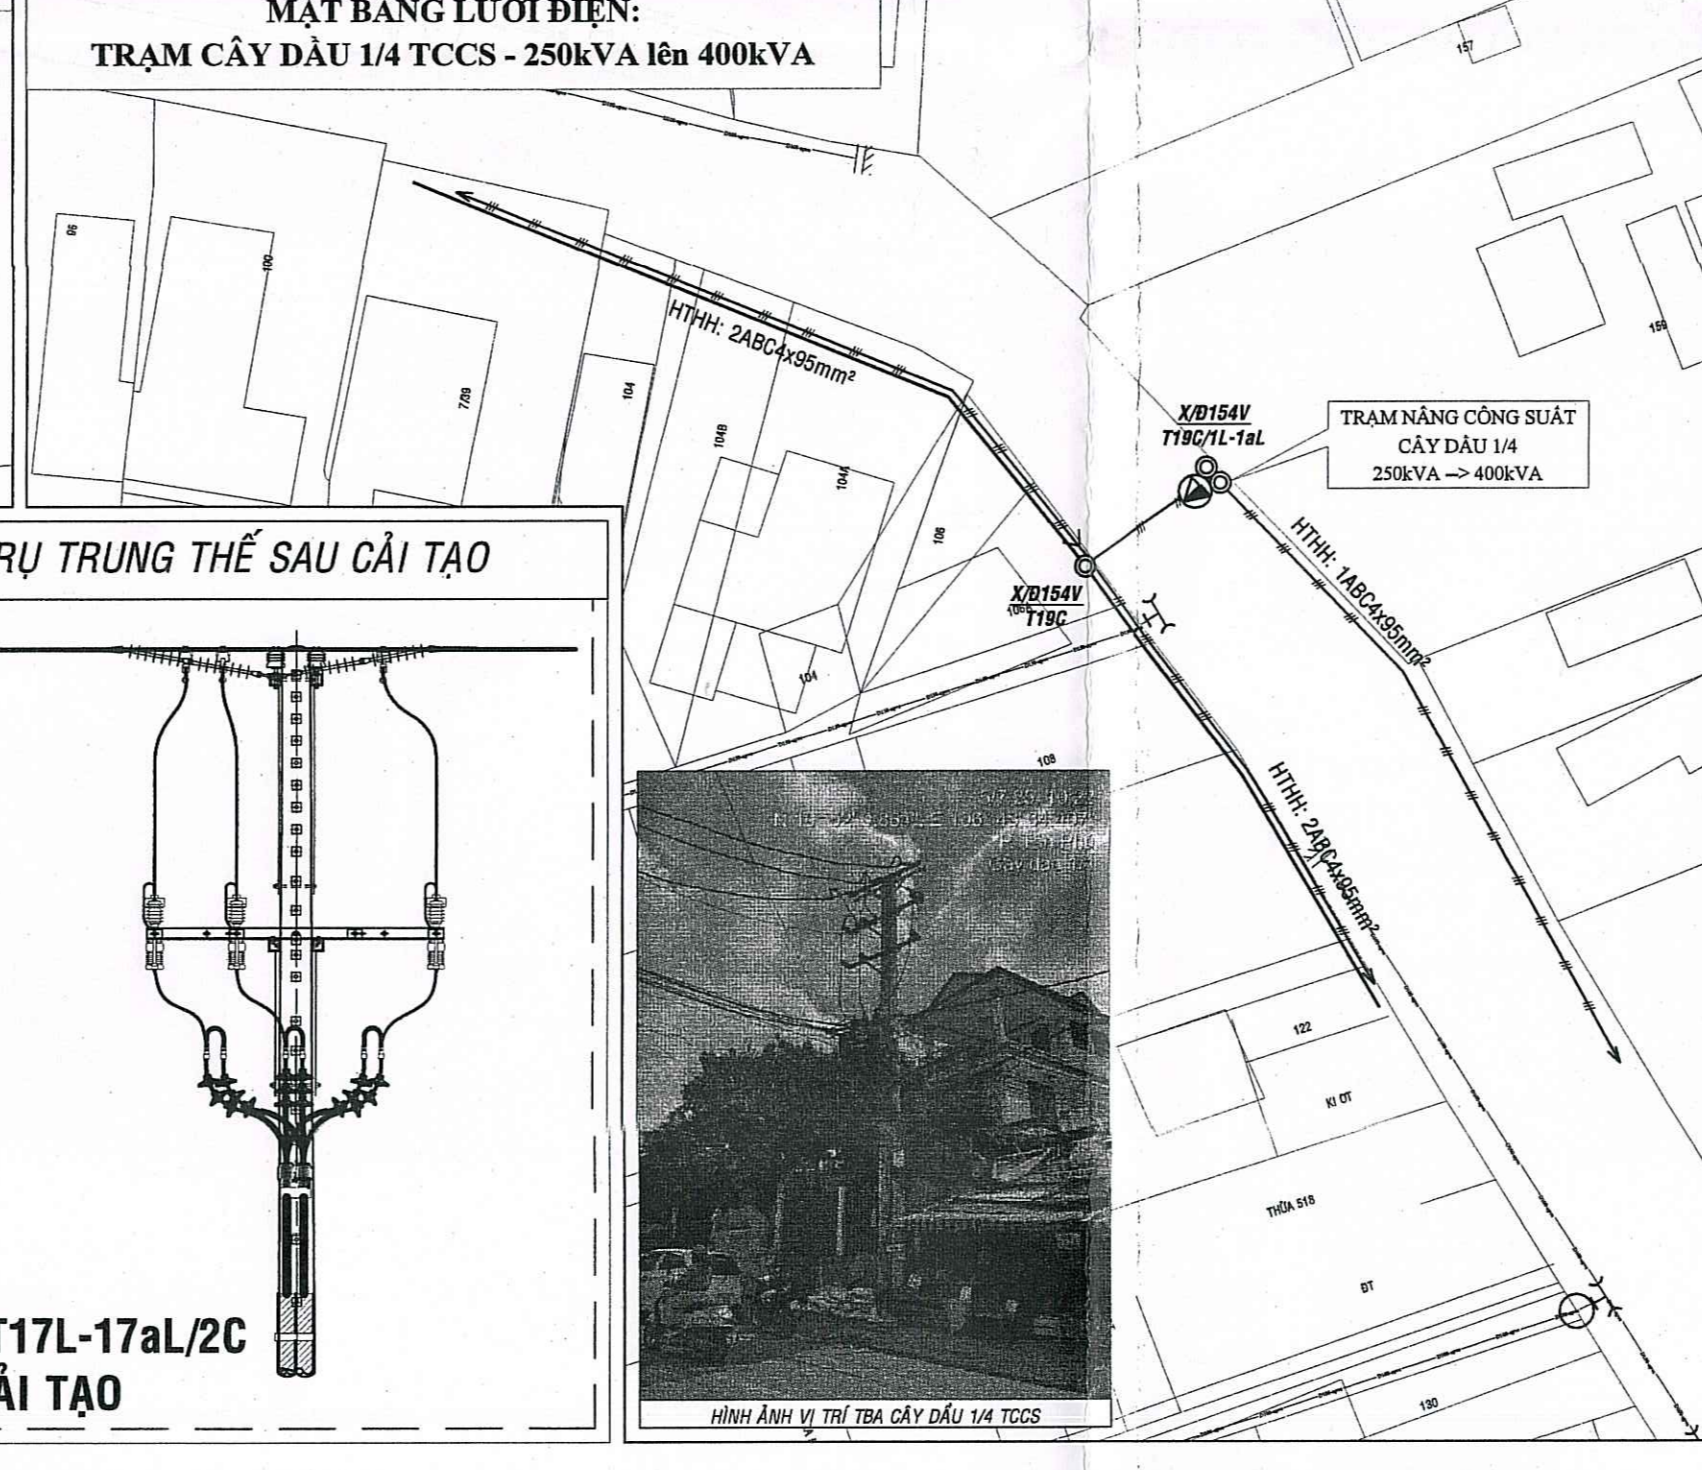 MẶT BẰNG LƯỚI ĐIỆN:
TRẠM CÂY DẦU 1/4 TCCS - 250kVA lên 400kVA
157
96
100
7/39
104
104B
104A
106
159
HTHH: 2ABC4x95mm²
X/Đ154V
T19C/1L-1aL
TRẠM NÂNG CÔNG SUẤT
CÂY DẦU 1/4
250kVA --> 400kVA
HTHH: 1ABC4x95mm²
RỤ TRUNG THẾ SAU CẢI TẠO
X/Đ154V
T19C
104
108
HTHH: 2ABC4x95mm²
122
KI OT
THỬA 518
ĐT
130
T17L-17aL/2C
ẢI TẠO
HÌNH ẢNH VỊ TRÍ TBA CÂY DẦU 1/4 TCCS